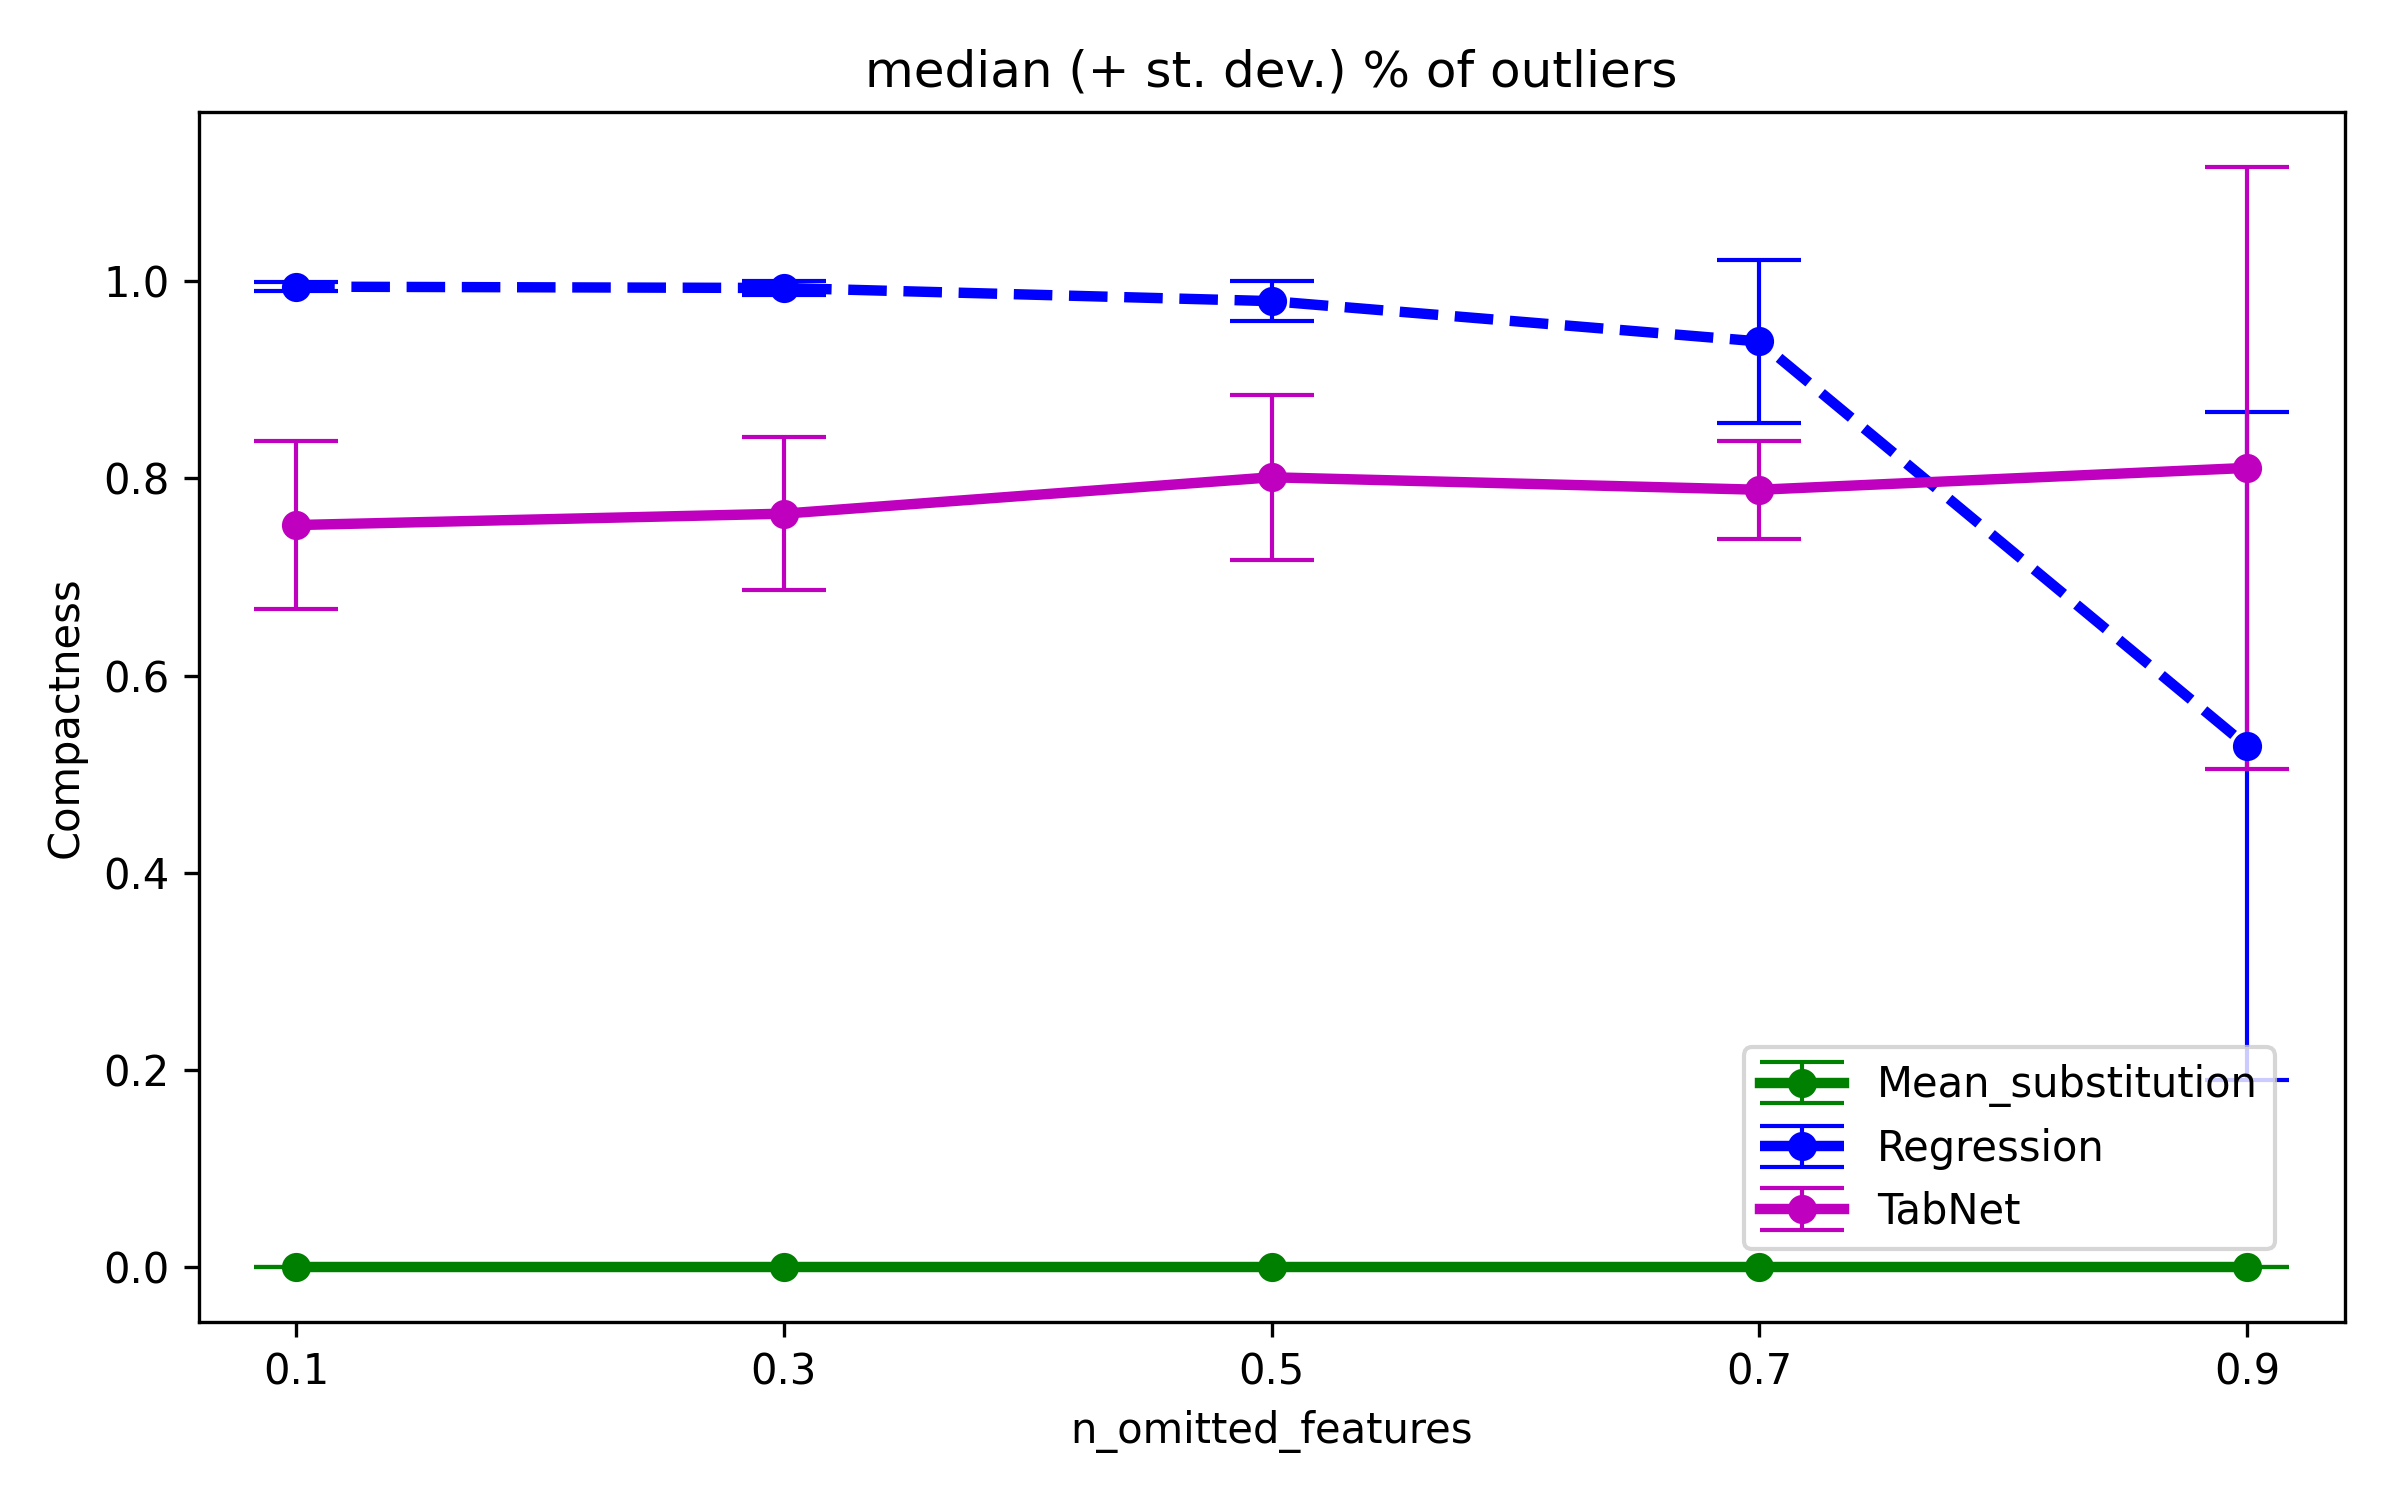 median (+ st. dev.) % of outliers
Compactness
1.0
0.8
0.6
0.4
0.2
0.0
Mean_substitution
Regression
TabNet
0.1 0.3 0.5 0.7 0.9
n_omitted_features